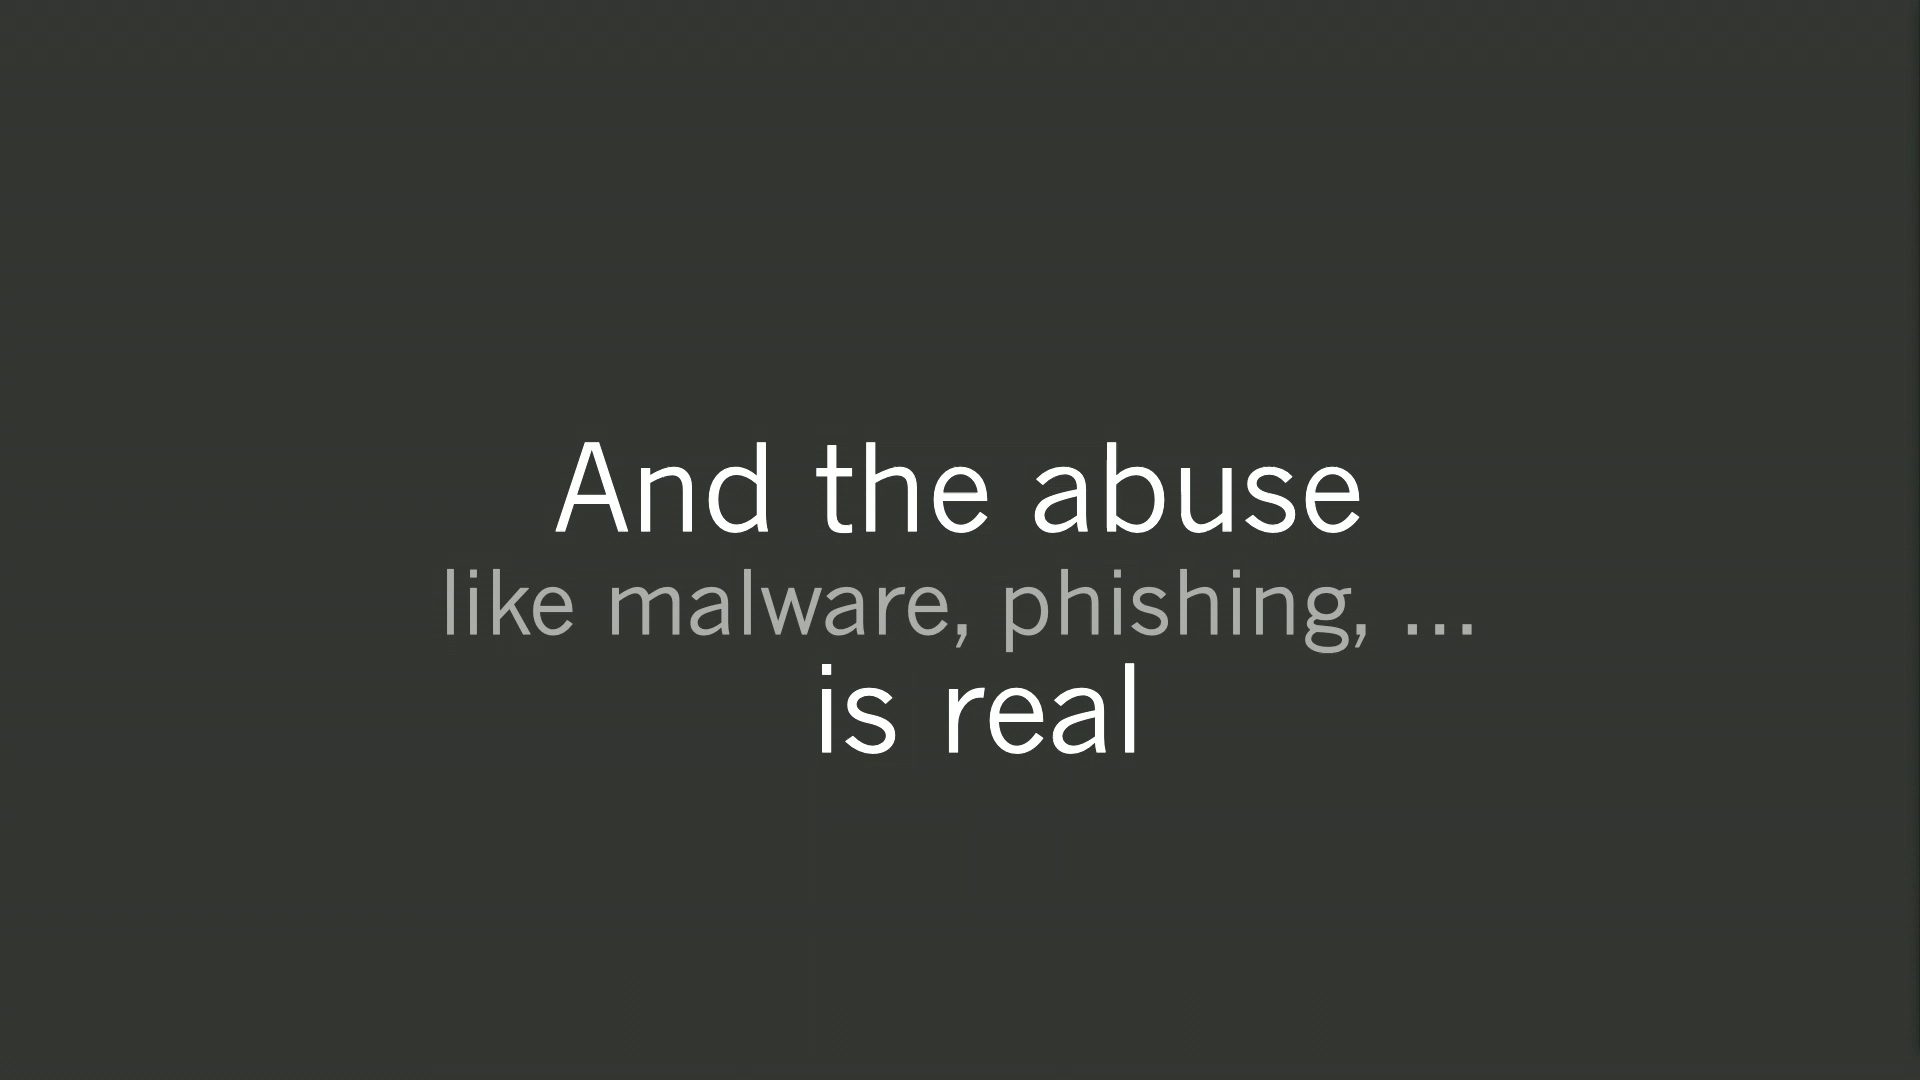 And the abuse
like malware, phishing, ...
is real